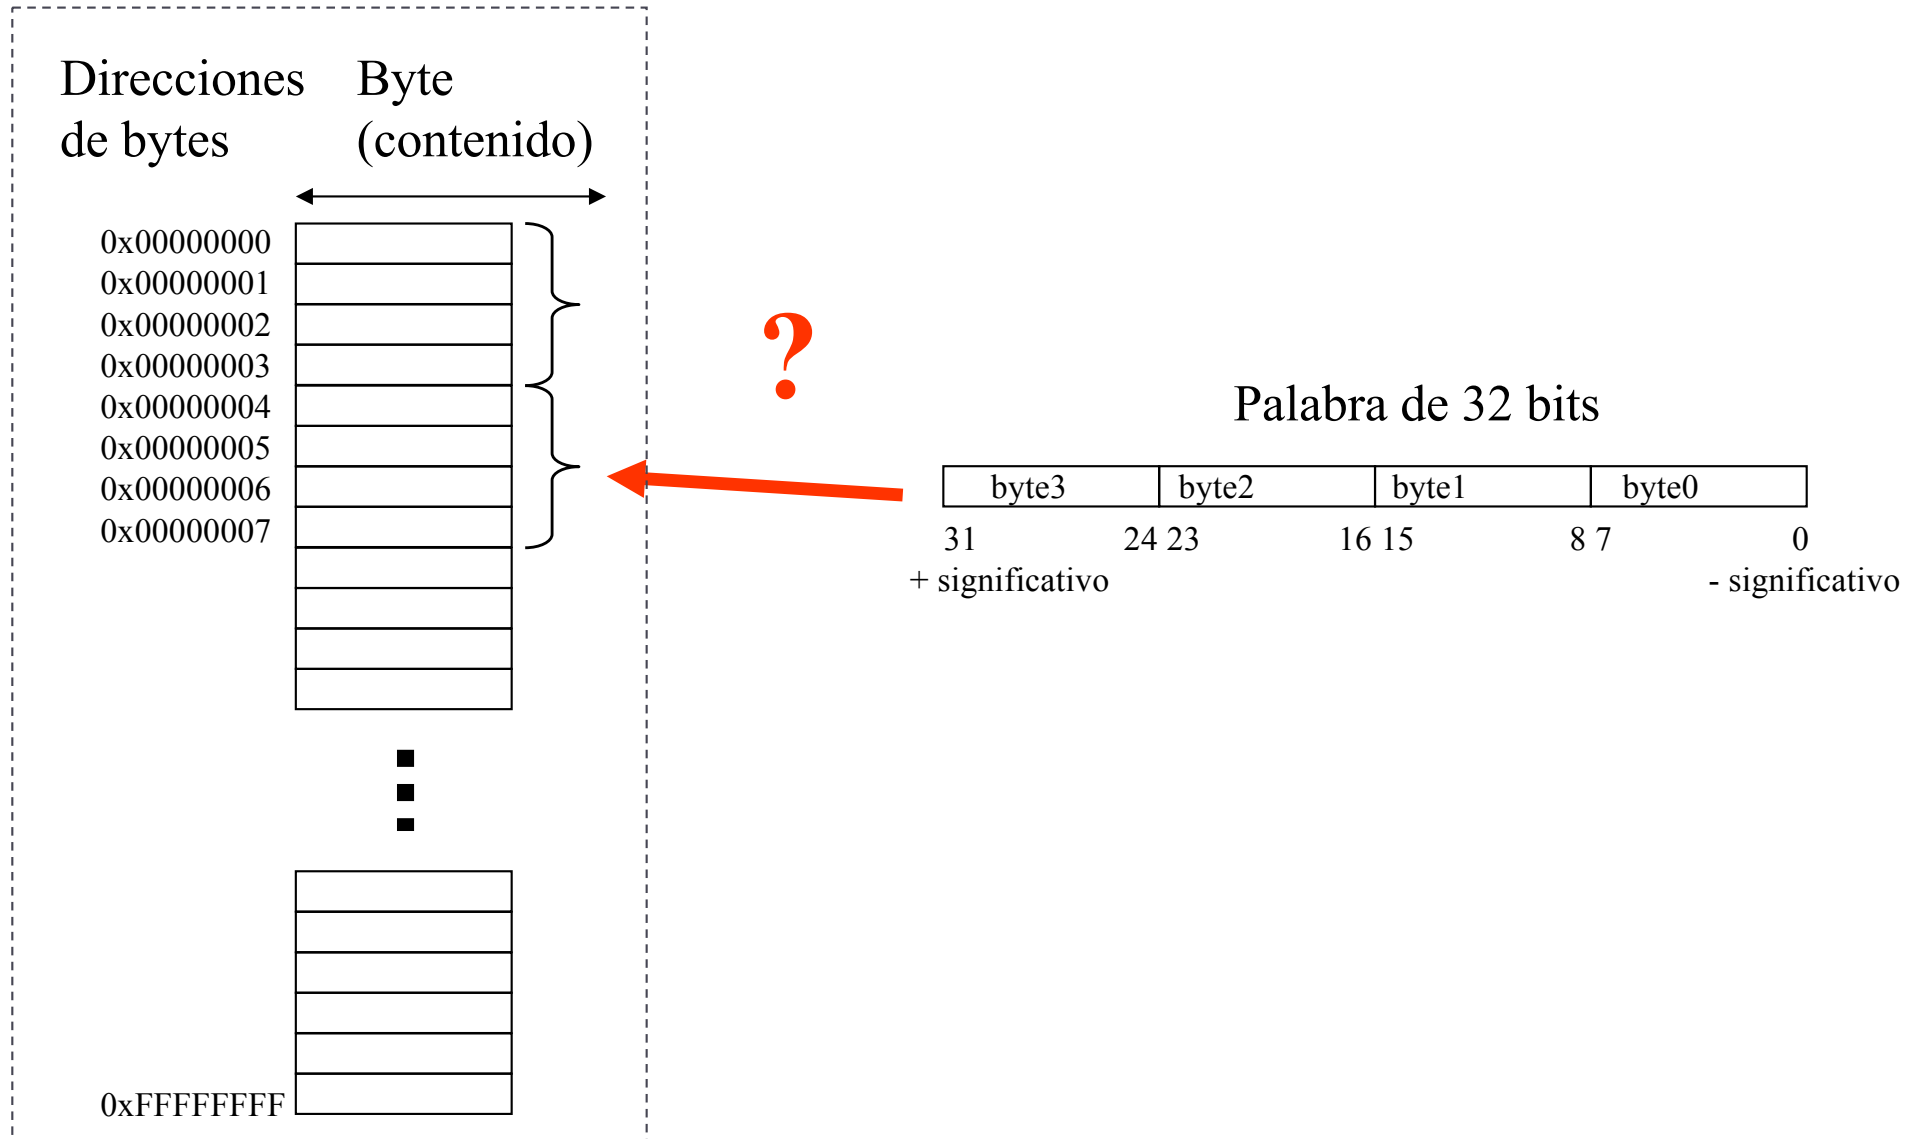 Direcciones
de bytes
Byte
(contenido)
0x00000000
0x00000001
0x00000002
0x00000003
0x00000004
0x00000005
0x00000006
0x00000007
0xFFFFFFFF
?
Palabra de 32 bits
byte3 byte2 byte1 byte0
31 24 23 16 15 8 7 0
+ significativo - significativo